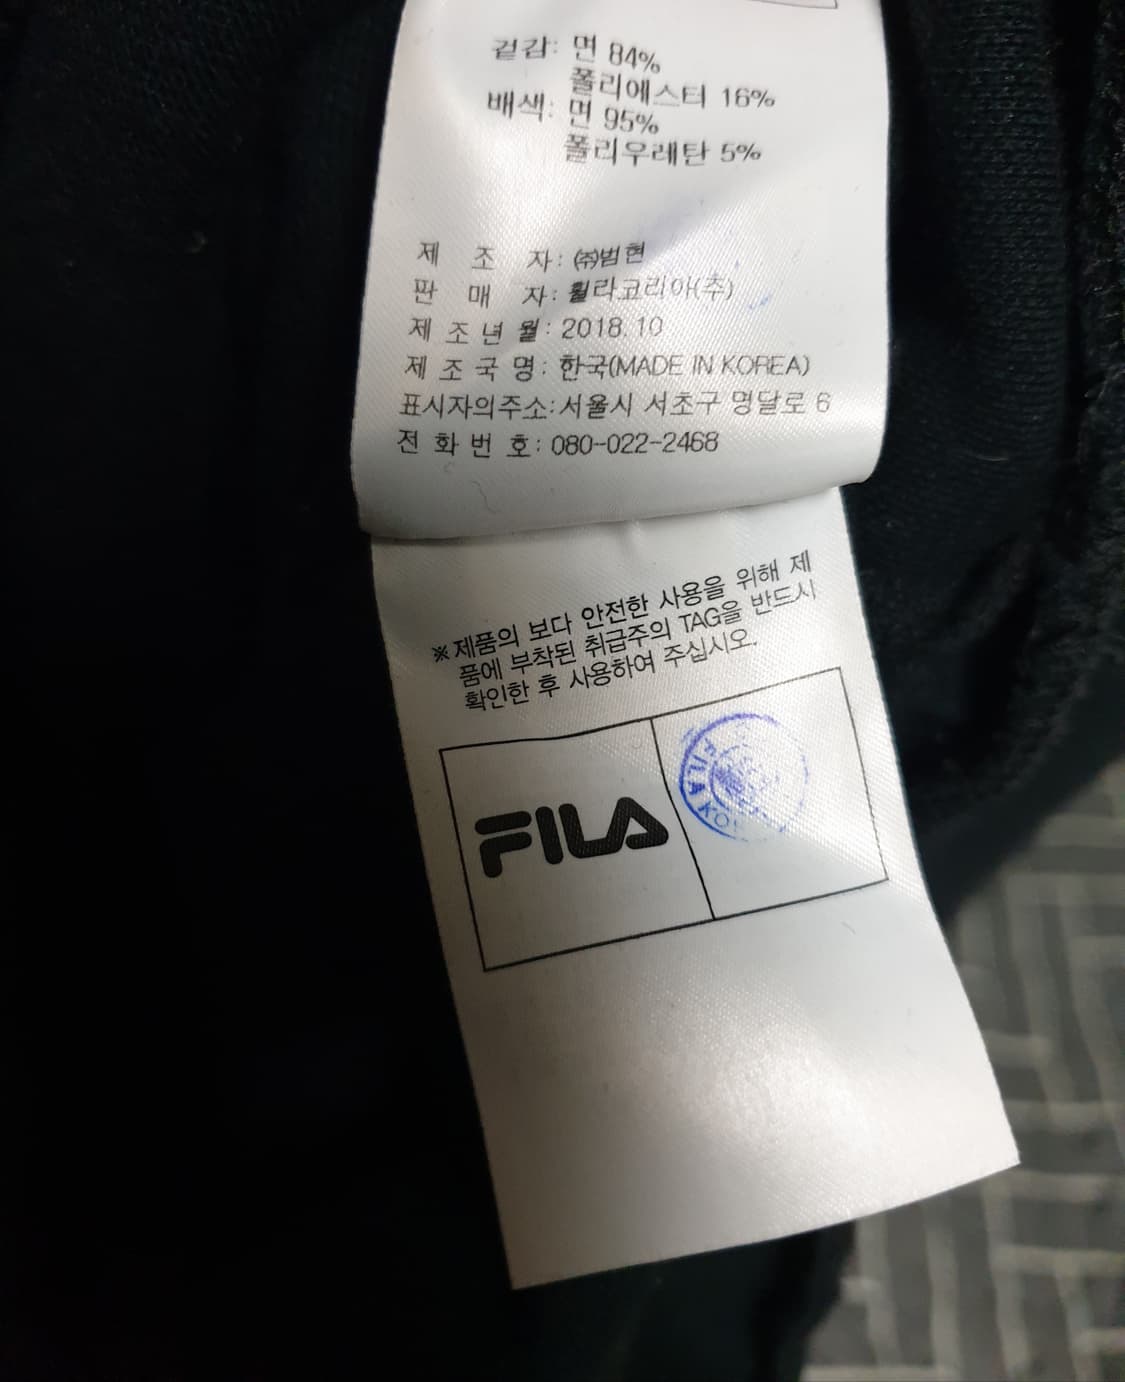 겉감: 면 84%
폴리에스터 16%
배색: 면 95%
폴리우레탄 5%
제 조 자: ㈜범현
판 매 자: 휠라코리아(주)
제 조 년 월: 2018.10
제 조 국 명: 한국(MADE IN KOREA)
표시자의주소: 서울시 서초구 명달로 6
전 화 번 호: 080-022-2468
※ 제품의 보다 안전한 사용을 위해 제
품에 부착된 취급주의 TAG을 반드시
확인한 후 사용하여 주십시오.
FILA
FILA